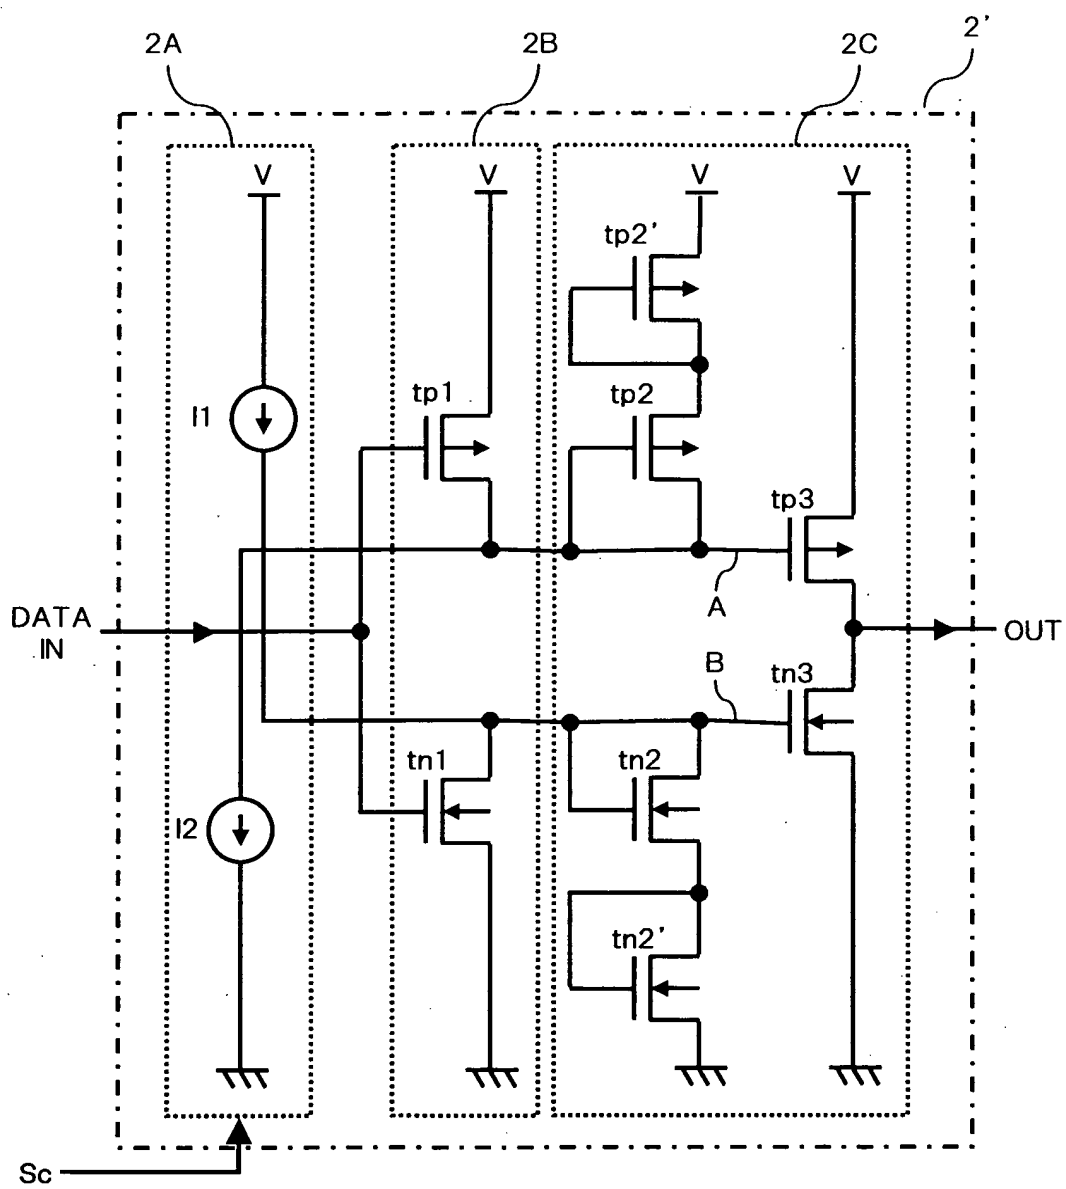 2'
2A
2B
2C
V
V
V
V
tp2'
tp1
tp2
I1
tp3
A
DATA
IN
OUT
B
tn3
tn1
tn2
I2
tn2'
Sc